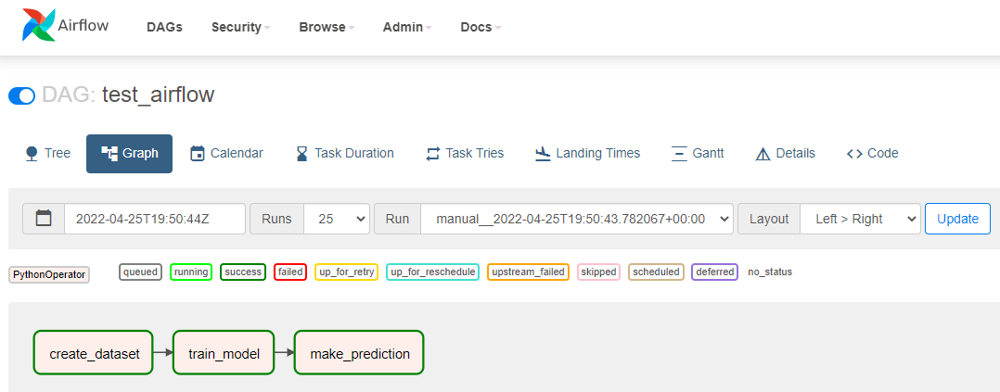 Airflow DAGs Security Browse Admin Docs
DAG: test_airflow
Tree Graph Calendar Task Duration Task Tries Landing Times Gantt Details Code
2022-04-25T19:50:44Z Runs 25 Run manual__2022-04-25T19:50:43.782067+00:00 Layout Left > Right Update
PythonOperator queued running success failed up_for_retry up_for_reschedule upstream_failed skipped scheduled deferred no_status
create_dataset train_model make_prediction